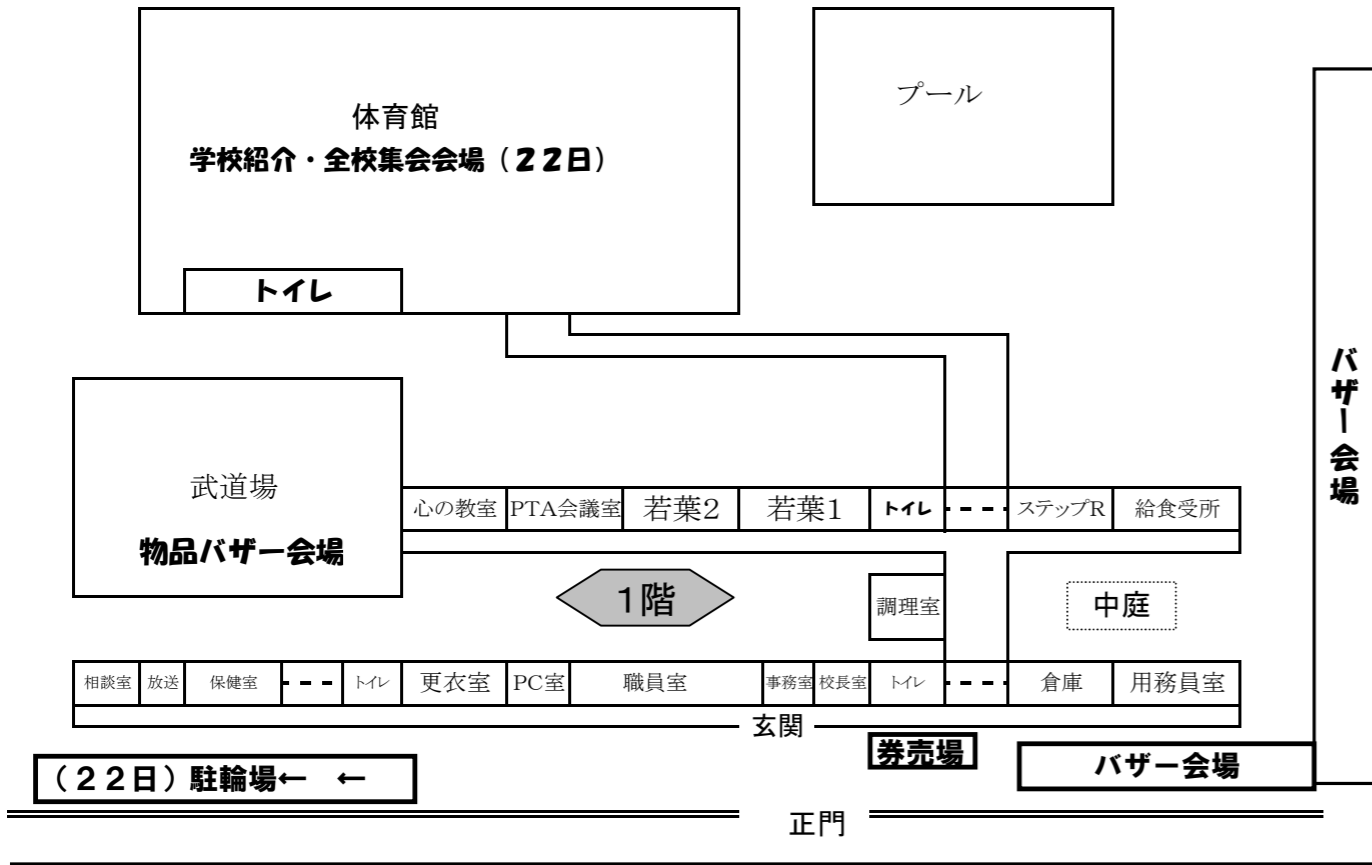 体育館
学校紹介・全校集会会場（２２日）
トイレ
プール
バザー会場
武道場
物品バザー会場
心の教室 PTA会議室 若葉2 若葉1 トイレ ステップR 給食受所
1階
調理室
中庭
相談室 放送 保健室 トイレ 更衣室 PC室 職員室 事務室 校長室 トイレ 倉庫 用務員室
玄関
券売場
バザー会場
（２２日）駐輪場← ←
正門